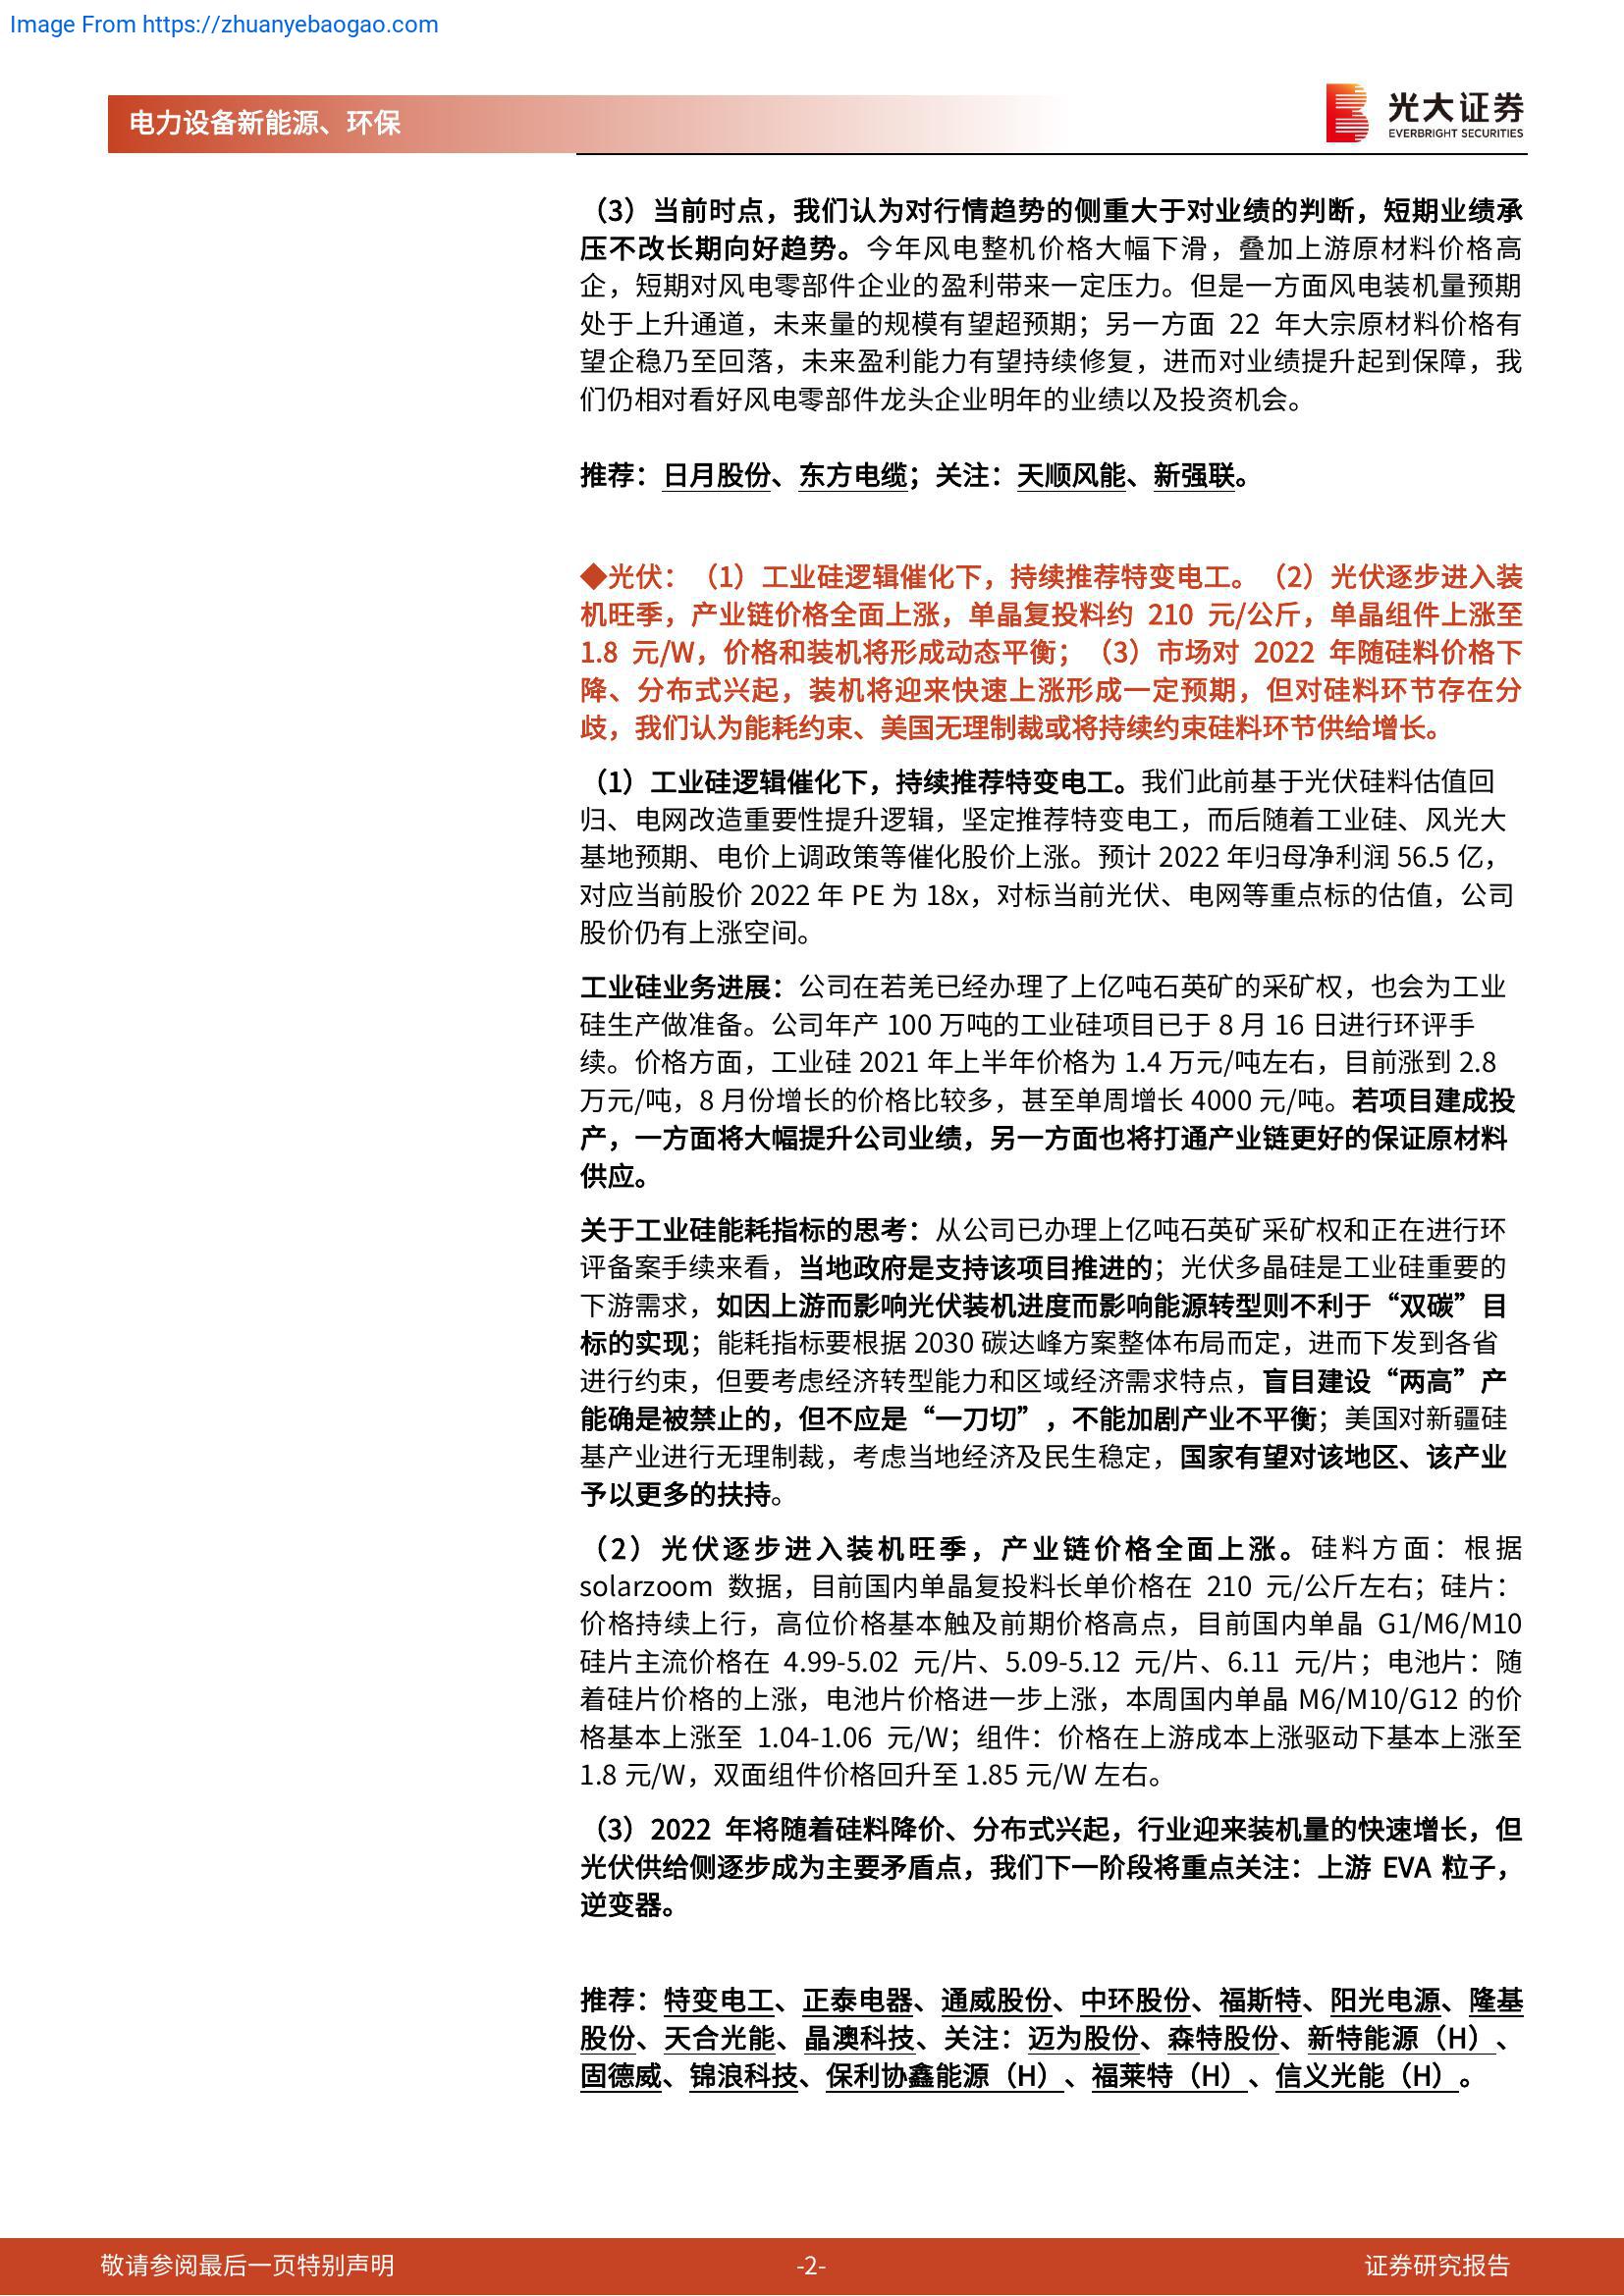 Image From https://zhuanyebaogao.com
电力设备新能源、环保
光大证券
EVERBRIGHT SECURITIES
（3）当前时点，我们认为对行情趋势的侧重大于对业绩的判断，短期业绩承
压不改长期向好趋势。今年风电整机价格大幅下滑，叠加上游原材料价格高
企，短期对风电零部件企业的盈利带来一定压力。但是一方面风电装机量预期
处于上升通道，未来量的规模有望超预期；另一方面 22 年大宗原材料价格有
望企稳乃至回落，未来盈利能力有望持续修复，进而对业绩提升起到保障，我
们仍相对看好风电零部件龙头企业明年的业绩以及投资机会。
推荐：日月股份、东方电缆；关注：天顺风能、新强联。
◆光伏：（1）工业硅逻辑催化下，持续推荐特变电工。（2）光伏逐步进入装
机旺季，产业链价格全面上涨，单晶复投料约 210 元/公斤，单晶组件上涨至
1.8 元/W，价格和装机将形成动态平衡；（3）市场对 2022 年随硅料价格下
降、分布式兴起，装机将迎来快速上涨形成一定预期，但对硅料环节存在分
歧，我们认为能耗约束、美国无理制裁或将持续约束硅料环节供给增长。
（1）工业硅逻辑催化下，持续推荐特变电工。我们此前基于光伏硅料估值回
归、电网改造重要性提升逻辑，坚定推荐特变电工，而后随着工业硅、风光大
基地预期、电价上调政策等催化股价上涨。预计 2022 年归母净利润 56.5 亿，
对应当前股价 2022 年 PE 为 18x，对标当前光伏、电网等重点标的估值，公司
股价仍有上涨空间。
工业硅业务进展：公司在若羌已经办理了上亿吨石英矿的采矿权，也会为工业
硅生产做准备。公司年产 100 万吨的工业硅项目已于 8 月 16 日进行环评手
续。价格方面，工业硅 2021 年上半年价格为 1.4 万元/吨左右，目前涨到 2.8
万元/吨，8 月份增长的价格比较多，甚至单周增长 4000 元/吨。若项目建成投
产，一方面将大幅提升公司业绩，另一方面也将打通产业链更好的保证原材料
供应。
关于工业硅能耗指标的思考：从公司已办理上亿吨石英矿采矿权和正在进行环
评备案手续来看，当地政府是支持该项目推进的；光伏多晶硅是工业硅重要的
下游需求，如因上游而影响光伏装机进度而影响能源转型则不利于“双碳”目
标的实现；能耗指标要根据 2030 碳达峰方案整体布局而定，进而下发到各省
进行约束，但要考虑经济转型能力和区域经济需求特点，盲目建设“两高”产
能确是被禁止的，但不应是“一刀切”，不能加剧产业不平衡；美国对新疆硅
基产业进行无理制裁，考虑当地经济及民生稳定，国家有望对该地区、该产业
予以更多的扶持。
（2）光伏逐步进入装机旺季，产业链价格全面上涨。硅料方面：根据
solarzoom 数据，目前国内单晶复投料长单价格在 210 元/公斤左右；硅片：
价格持续上行，高位价格基本触及前期价格高点，目前国内单晶 G1/M6/M10
硅片主流价格在 4.99-5.02 元/片、5.09-5.12 元/片、6.11 元/片；电池片：随
着硅片价格的上涨，电池片价格进一步上涨，本周国内单晶 M6/M10/G12 的价
格基本上涨至 1.04-1.06 元/W；组件：价格在上游成本上涨驱动下基本上涨至
1.8 元/W，双面组件价格回升至 1.85 元/W 左右。
（3）2022 年将随着硅料降价、分布式兴起，行业迎来装机量的快速增长，但
光伏供给侧逐步成为主要矛盾点，我们下一阶段将重点关注：上游 EVA 粒子，
逆变器。
推荐：特变电工、正泰电器、通威股份、中环股份、福斯特、阳光电源、隆基
股份、天合光能、晶澳科技、关注：迈为股份、森特股份、新特能源（H）、
固德威、锦浪科技、保利协鑫能源（H）、福莱特（H）、信义光能（H）。
敬请参阅最后一页特别声明
-2-
证券研究报告